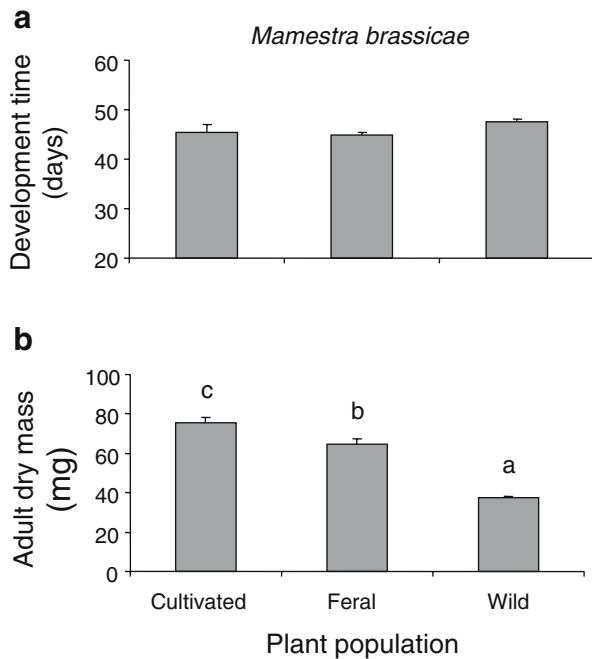 a
Mamestra brassicae
Development time
(days)
60
50
40
30
20
b
Adult dry mass
(mg)
100
80
60
40
20
0
c
b
a
Cultivated
Feral
Wild
Plant population